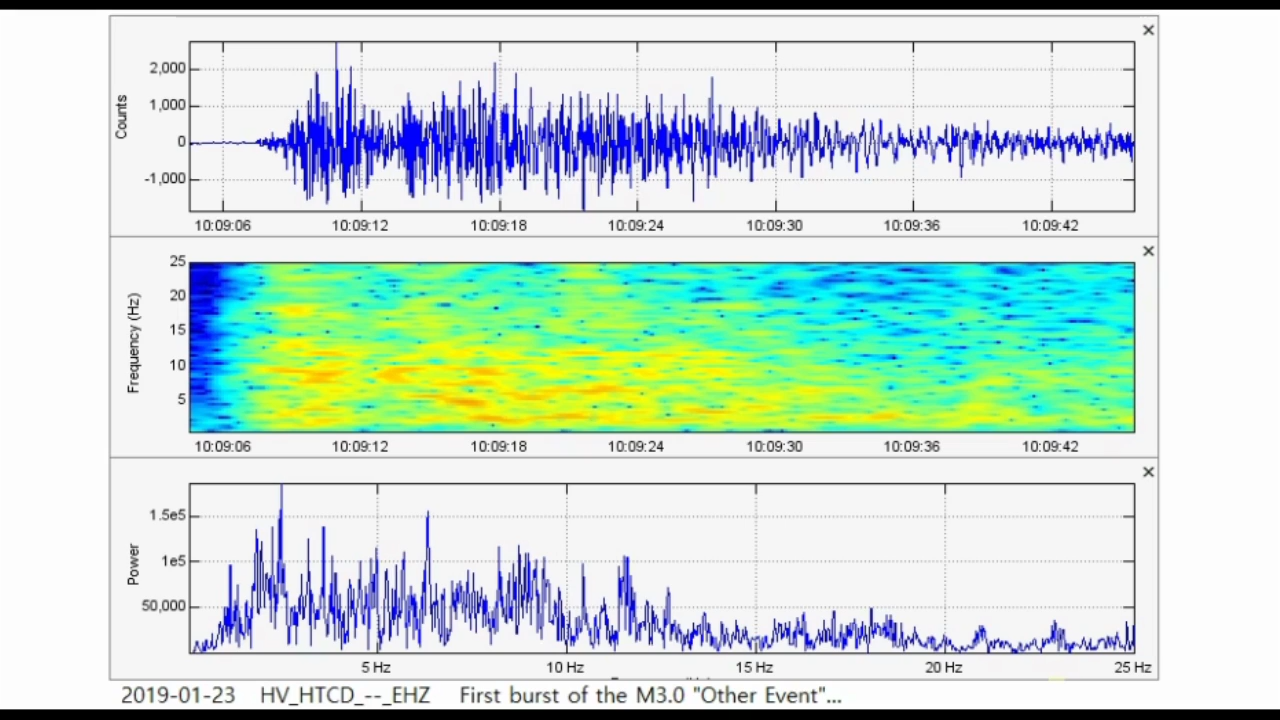 ×
2,000
1,000
0
-1,000
Counts
10:09:06 10:09:12 10:09:18 10:09:24 10:09:30 10:09:36 10:09:42
×
25
20
15
10
5
Frequency (Hz)
10:09:06 10:09:12 10:09:18 10:09:24 10:09:30 10:09:36 10:09:42
×
1.5e5
1e5
50,000
Power
5 Hz 10 Hz 15 Hz 20 Hz 25 Hz
2019-01-23 HV_HTCD_--_EHZ First burst of the M3.0 "Other Event"...